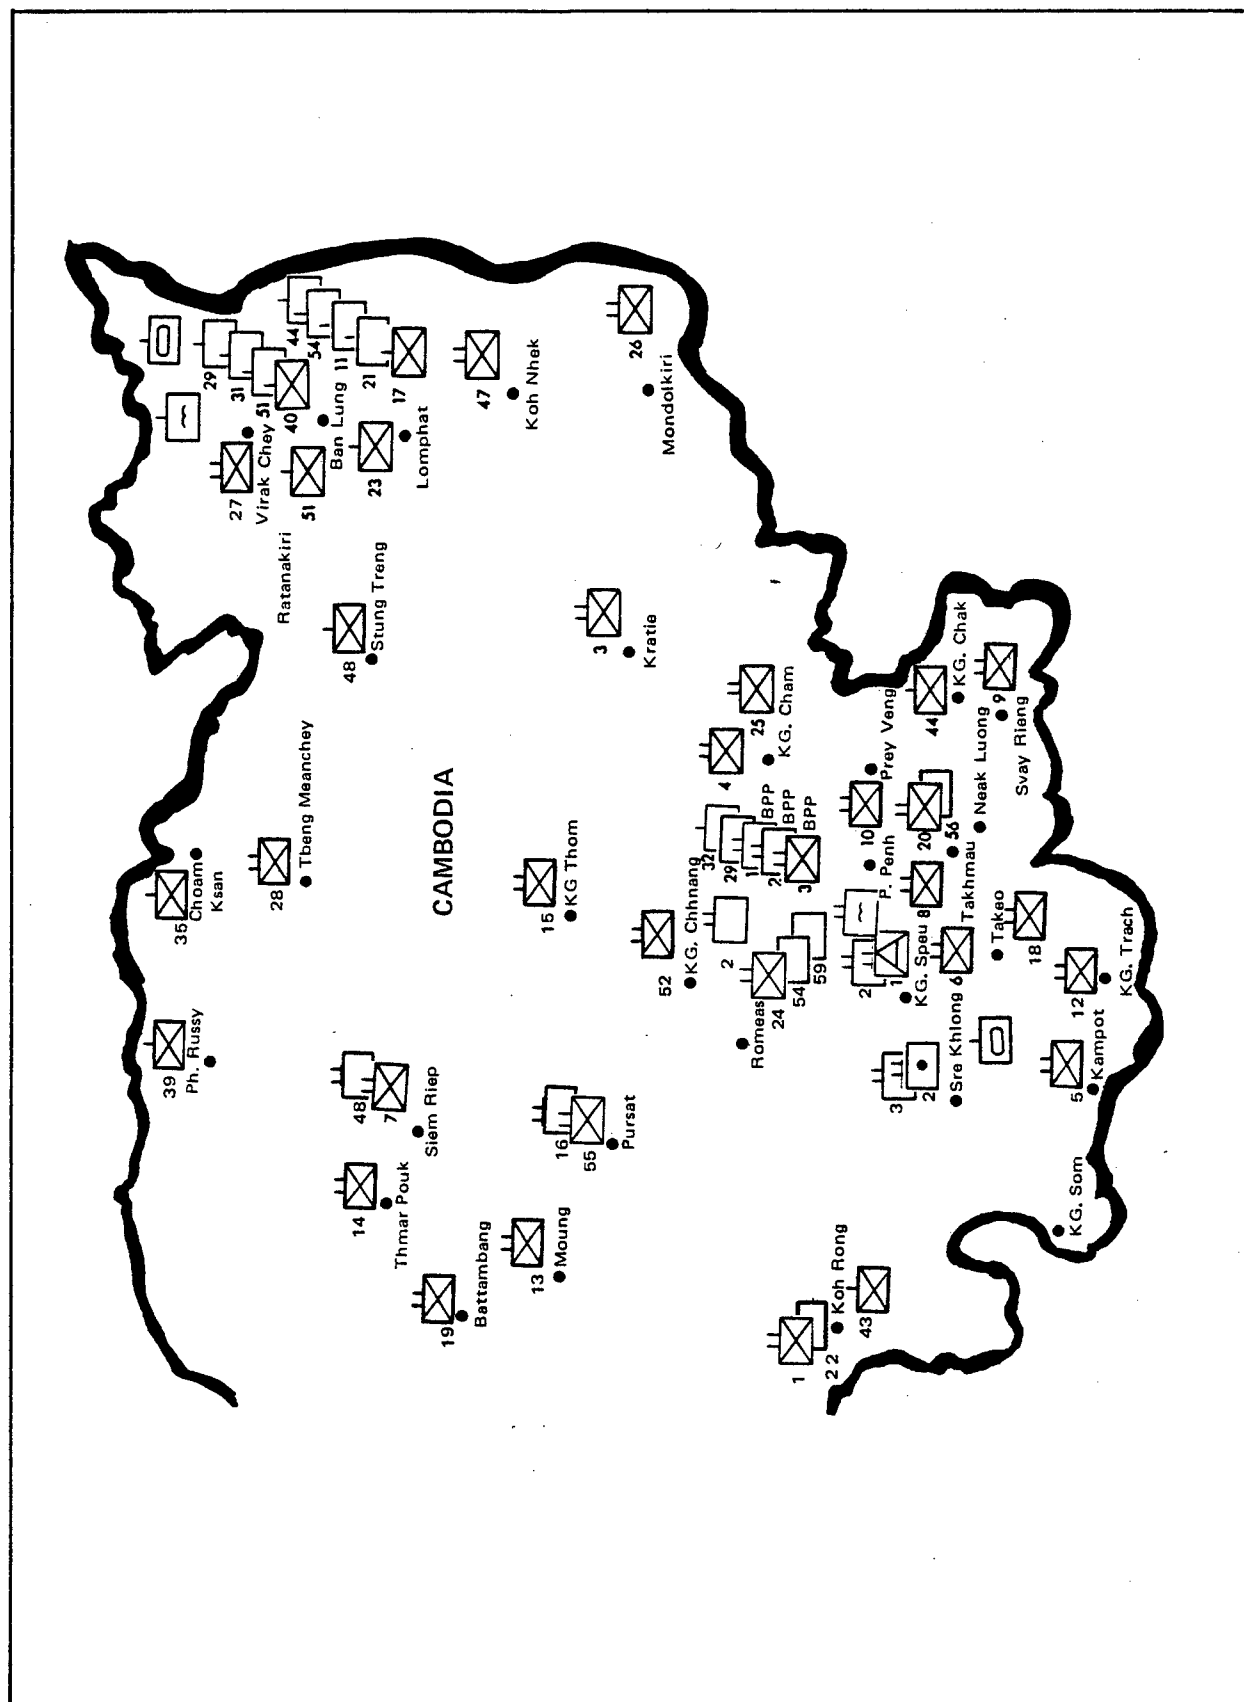 35
Choam
Ksan
39
Ph. Russy
28
Tbeng Meanchey
29
31
51
40
44
54
11
21
17
27
Virak Chey
51
Ban Lung
23
Lomphat
Ratanakiri
48
Stung Treng
47
Koh Nhek
26
Mondolkiri
48
7
Siem Riep
14
Thmar Pouk
19
Battambang
13
Moung
16
55
Pursat
CAMBODIA
15
KG Thom
3
Kratie
52
KG. Chhnang
4
25
KG. Cham
32
29
1 BPP
2 BPP
3 BPP
2
Romeas
24
54
59
10
Prey Veng
P. Penh
20
56
44
KG. Chak
9
Svay Rieng
Neak Luong
8
Takhmau
2
1
KG. Speu
6
Takeo
18
12
KG. Trach
3
2
Sre Khlong
5
Kampot
KG. Som
1
22
Koh Rong
43